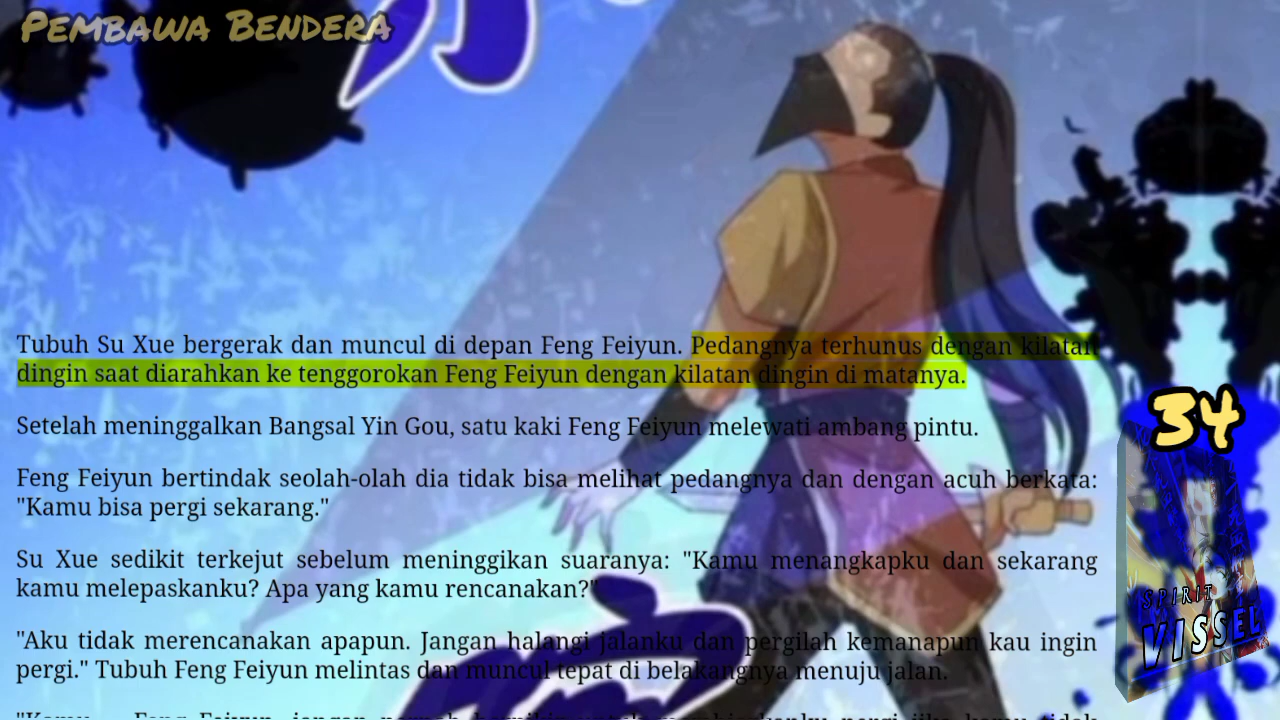 Pembawa Bendera
Tubuh Su Xue bergerak dan muncul di depan Feng Feiyun. Pedangnya terhunus dengan kilatan
dingin saat diarahkan ke tenggorokan Feng Feiyun dengan kilatan dingin di matanya.
Setelah meninggalkan Bangsal Yin Gou, satu kaki Feng Feiyun melewati ambang pintu.
Feng Feiyun bertindak seolah-olah dia tidak bisa melihat pedangnya dan dengan acuh berkata:
"Kamu bisa pergi sekarang."
34
Su Xue sedikit terkejut sebelum meninggikan suaranya: "Kamu menangkapku dan sekarang
kamu melepaskanku? Apa yang kamu rencanakan?"
SPIRIT
VISSEL
"Aku tidak merencanakan apapun. Jangan halangi jalanku dan pergilah kemanapun kau ingin
pergi." Tubuh Feng Feiyun melintas dan muncul tepat di belakangnya menuju jalan.